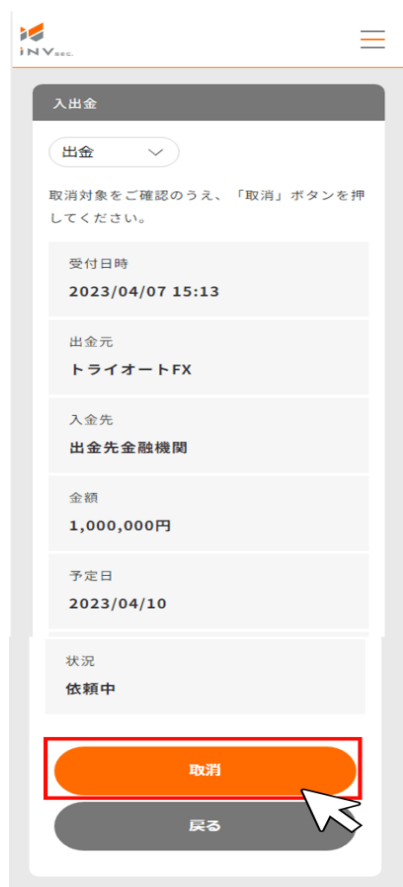 iNVSEC.
入出金
出金
取消対象をご確認のうえ、「取消」ボタンを押
してください。
受付日時
2023/04/07 15:13
出金元
トライオートFX
入金先
出金先金融機関
金額
1,000,000円
予定日
2023/04/10
状況
依頼中
取消
戻る